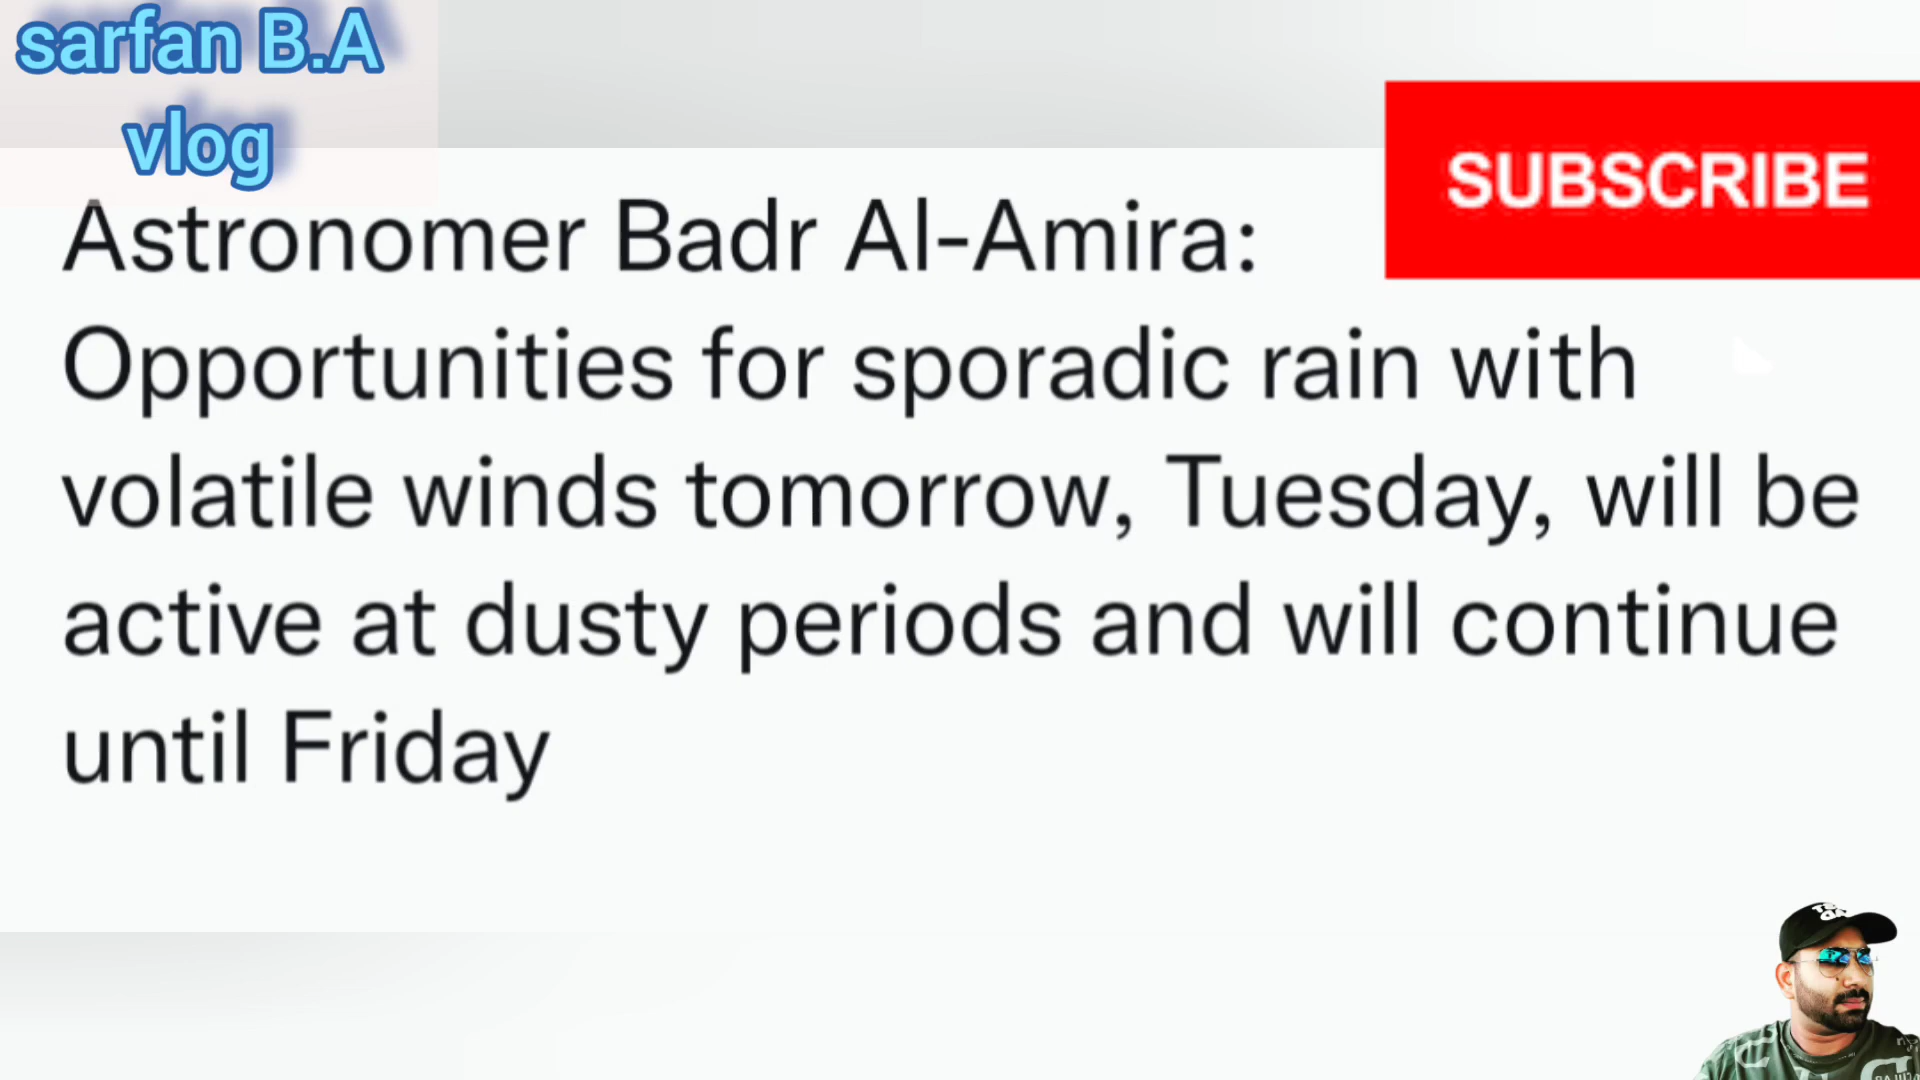 sarfan B.A
vlog
SUBSCRIBE
Astronomer Badr Al-Amira:
Opportunities for sporadic rain with
volatile winds tomorrow, Tuesday, will be
active at dusty periods and will continue
until Friday